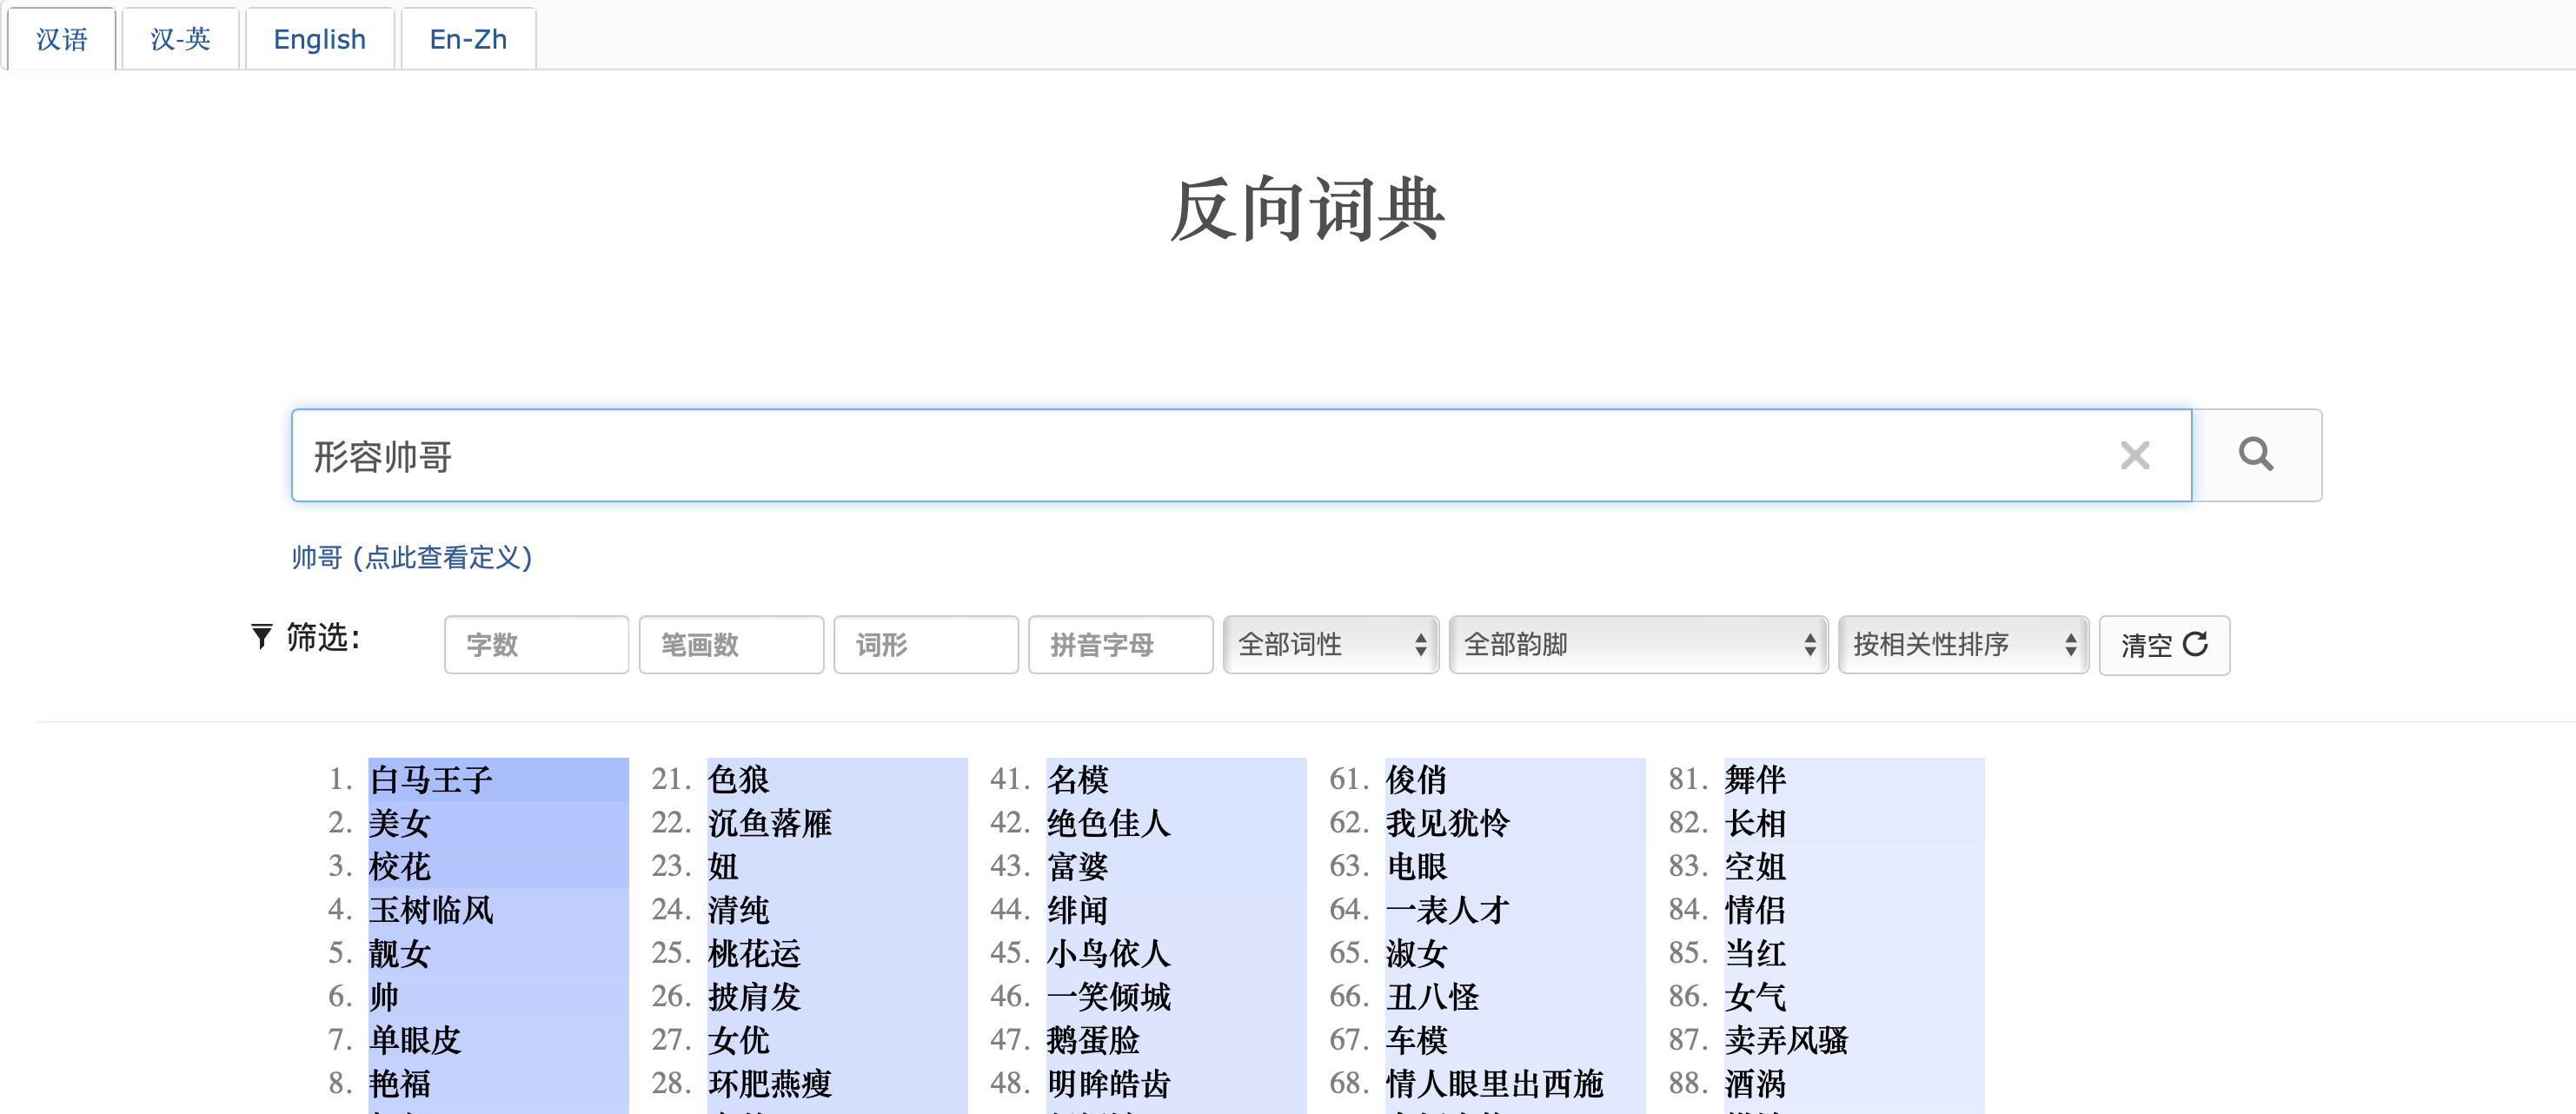 汉语 汉-英 English En-Zh
反向词典
形容帅哥
帅哥 (点此查看定义)
筛选: 字数 笔画数 词形 拼音字母 全部词性 全部韵脚 按相关性排序 清空
1. 白马王子 21. 色狼 41. 名模 61. 俊俏 81. 舞伴
2. 美女 22. 沉鱼落雁 42. 绝色佳人 62. 我见犹怜 82. 长相
3. 校花 23. 妞 43. 富婆 63. 电眼 83. 空姐
4. 玉树临风 24. 清纯 44. 绯闻 64. 一表人才 84. 情侣
5. 靓女 25. 桃花运 45. 小鸟依人 65. 淑女 85. 当红
6. 帅 26. 披肩发 46. 一笑倾城 66. 丑八怪 86. 女气
7. 单眼皮 27. 女优 47. 鹅蛋脸 67. 车模 87. 卖弄风骚
8. 艳福 28. 环肥燕瘦 48. 明眸皓齿 68. 情人眼里出西施 88. 酒涡